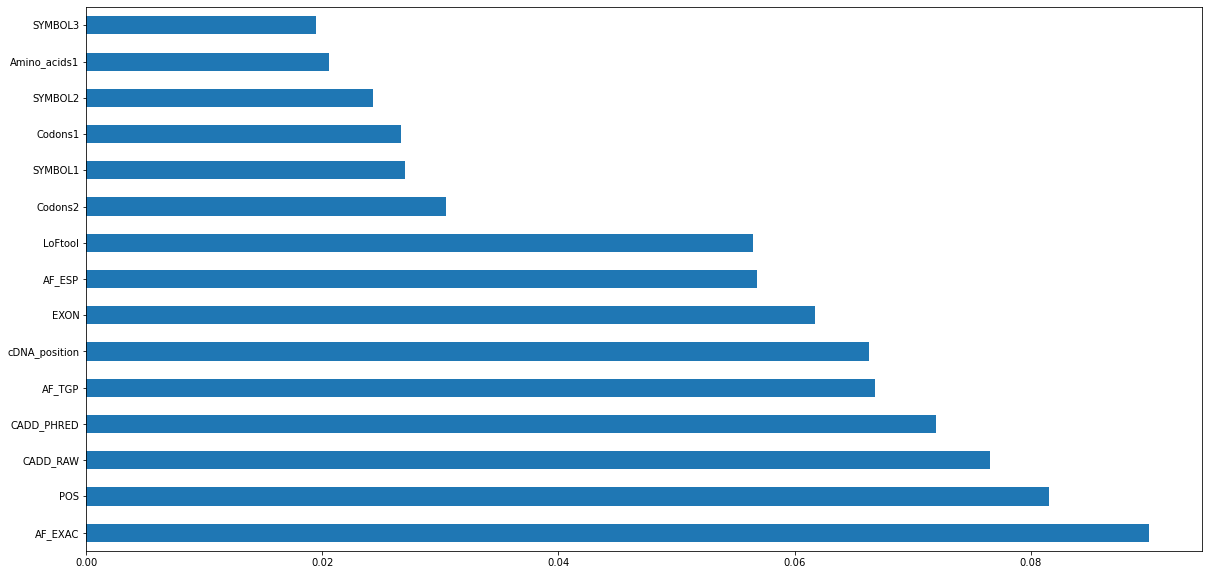 SYMBOL3
Amino_acids1
SYMBOL2
Codons1
SYMBOL1
Codons2
LoFtool
AF_ESP
EXON
cDNA_position
AF_TGP
CADD_PHRED
CADD_RAW
POS
AF_EXAC
0.00 0.02 0.04 0.06 0.08